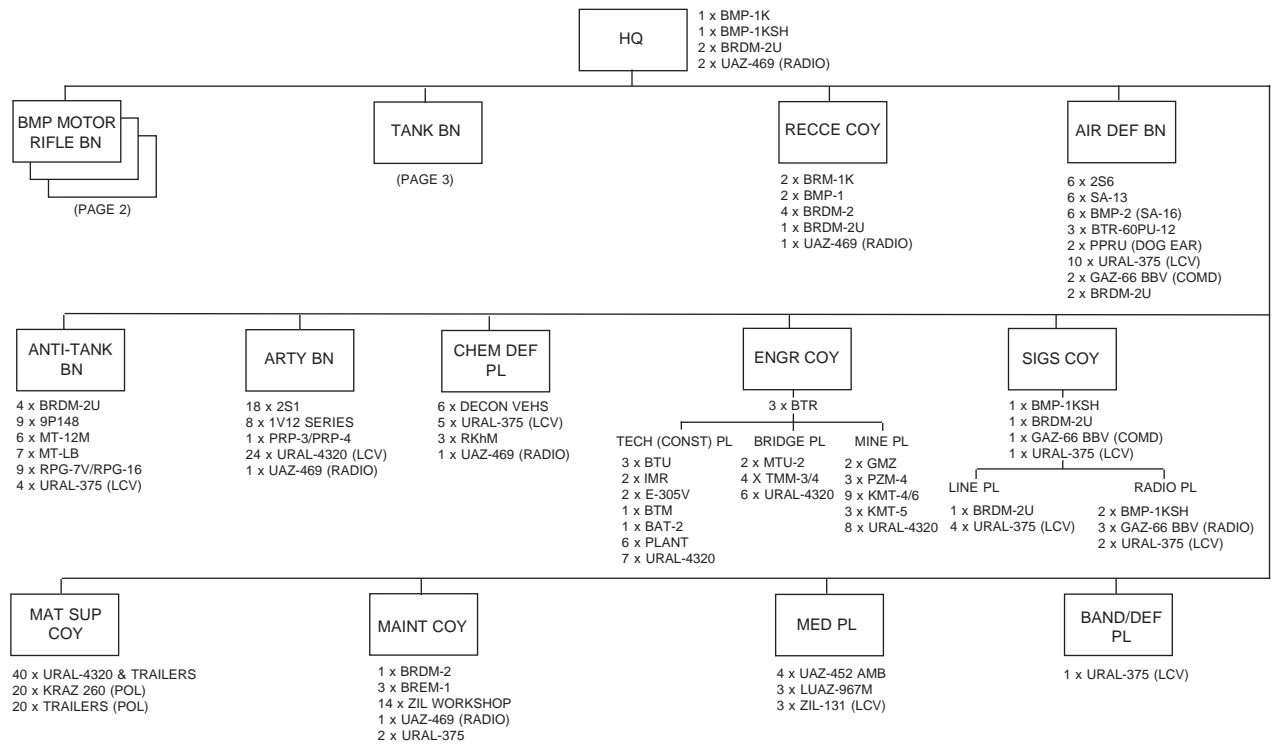 HQ
1 x BMP-1K
1 x BMP-1KSH
2 x BRDM-2U
2 x UAZ-469 (RADIO)
BMP MOTOR
RIFLE BN
(PAGE 2)
TANK BN
(PAGE 3)
RECCE COY
2 x BRM-1K
2 x BMP-1
4 x BRDM-2
1 x BRDM-2U
1 x UAZ-469 (RADIO)
AIR DEF BN
6 x 2S6
6 x SA-13
6 x BMP-2 (SA-16)
3 x BTR-60PU-12
2 x PPRU (DOG EAR)
10 x URAL-375 (LCV)
2 x GAZ-66 BBV (COMD)
2 x BRDM-2U
ANTI-TANK
BN
4 x BRDM-2U
9 x 9P148
6 x MT-12M
7 x MT-LB
9 x RPG-7V/RPG-16
4 x URAL-375 (LCV)
ARTY BN
18 x 2S1
8 x 1V12 SERIES
1 x PRP-3/PRP-4
24 x URAL-4320 (LCV)
1 x UAZ-469 (RADIO)
CHEM DEF
PL
6 x DECON VEHS
5 x URAL-375 (LCV)
3 x RKhM
1 x UAZ-469 (RADIO)
ENGR COY
3 x BTR
TECH (CONST) PL
3 x BTU
2 x IMR
2 x E-305V
1 x BTM
1 x BAT-2
6 x PLANT
7 x URAL-4320
BRIDGE PL
2 x MTU-2
4 X TMM-3/4
6 x URAL-4320
MINE PL
2 x GMZ
3 x PZM-4
9 x KMT-4/6
3 x KMT-5
8 x URAL-4320
SIGS COY
1 x BMP-1KSH
1 x BRDM-2U
1 x GAZ-66 BBV (COMD)
1 x URAL-375 (LCV)
LINE PL
1 x BRDM-2U
4 x URAL-375 (LCV)
RADIO PL
2 x BMP-1KSH
3 x GAZ-66 BBV (RADIO)
2 x URAL-375 (LCV)
MAT SUP
COY
40 x URAL-4320 & TRAILERS
20 x KRAZ 260 (POL)
20 x TRAILERS (POL)
MAINT COY
1 x BRDM-2
3 x BREM-1
14 x ZIL WORKSHOP
1 x UAZ-469 (RADIO)
2 x URAL-375
MED PL
4 x UAZ-452 AMB
3 x LUAZ-967M
3 x ZIL-131 (LCV)
BAND/DEF
PL
1 x URAL-375 (LCV)